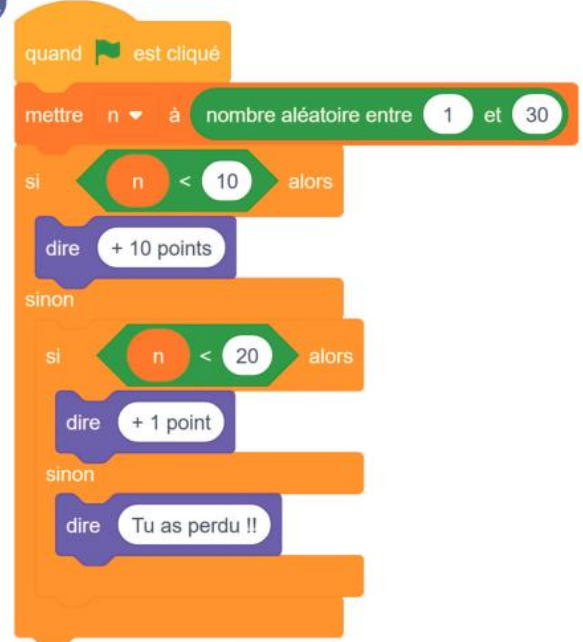 quand est cliqué
mettre n à nombre aléatoire entre 1 et 30
si n < 10 alors
dire + 10 points
sinon
si n < 20 alors
dire + 1 point
sinon
dire Tu as perdu !!